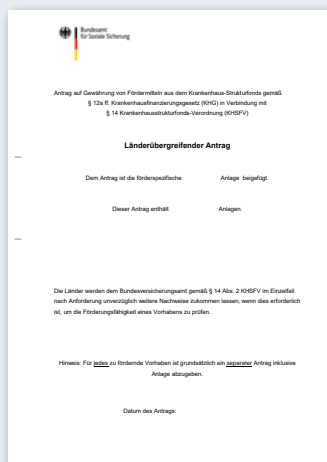 Bundesamt
für Soziale Sicherung
Antrag auf Gewährung von Fördermitteln aus dem Krankenhaus-Strukturfonds gemäß
§ 12a ff. Krankenhausfinanzierungsgesetz (KHG) in Verbindung mit
§ 14 Krankenhausstrukturfonds-Verordnung (KHSFV)
Länderübergreifender Antrag
Dem Antrag ist die förderspezifische Anlage beigefügt.
Dieser Antrag enthält Anlagen.
Die Länder werden dem Bundesversicherungsamt gemäß § 14 Abs. 2 KHSFV im Einzelfall
nach Anforderung unverzüglich weitere Nachweise zukommen lassen, wenn dies erforderlich
ist, um die Förderungsfähigkeit eines Vorhabens zu prüfen.
Hinweis: Für jedes zu fördernde Vorhaben ist grundsätzlich ein separater Antrag inklusive
Anlage abzugeben.
Datum des Antrags: